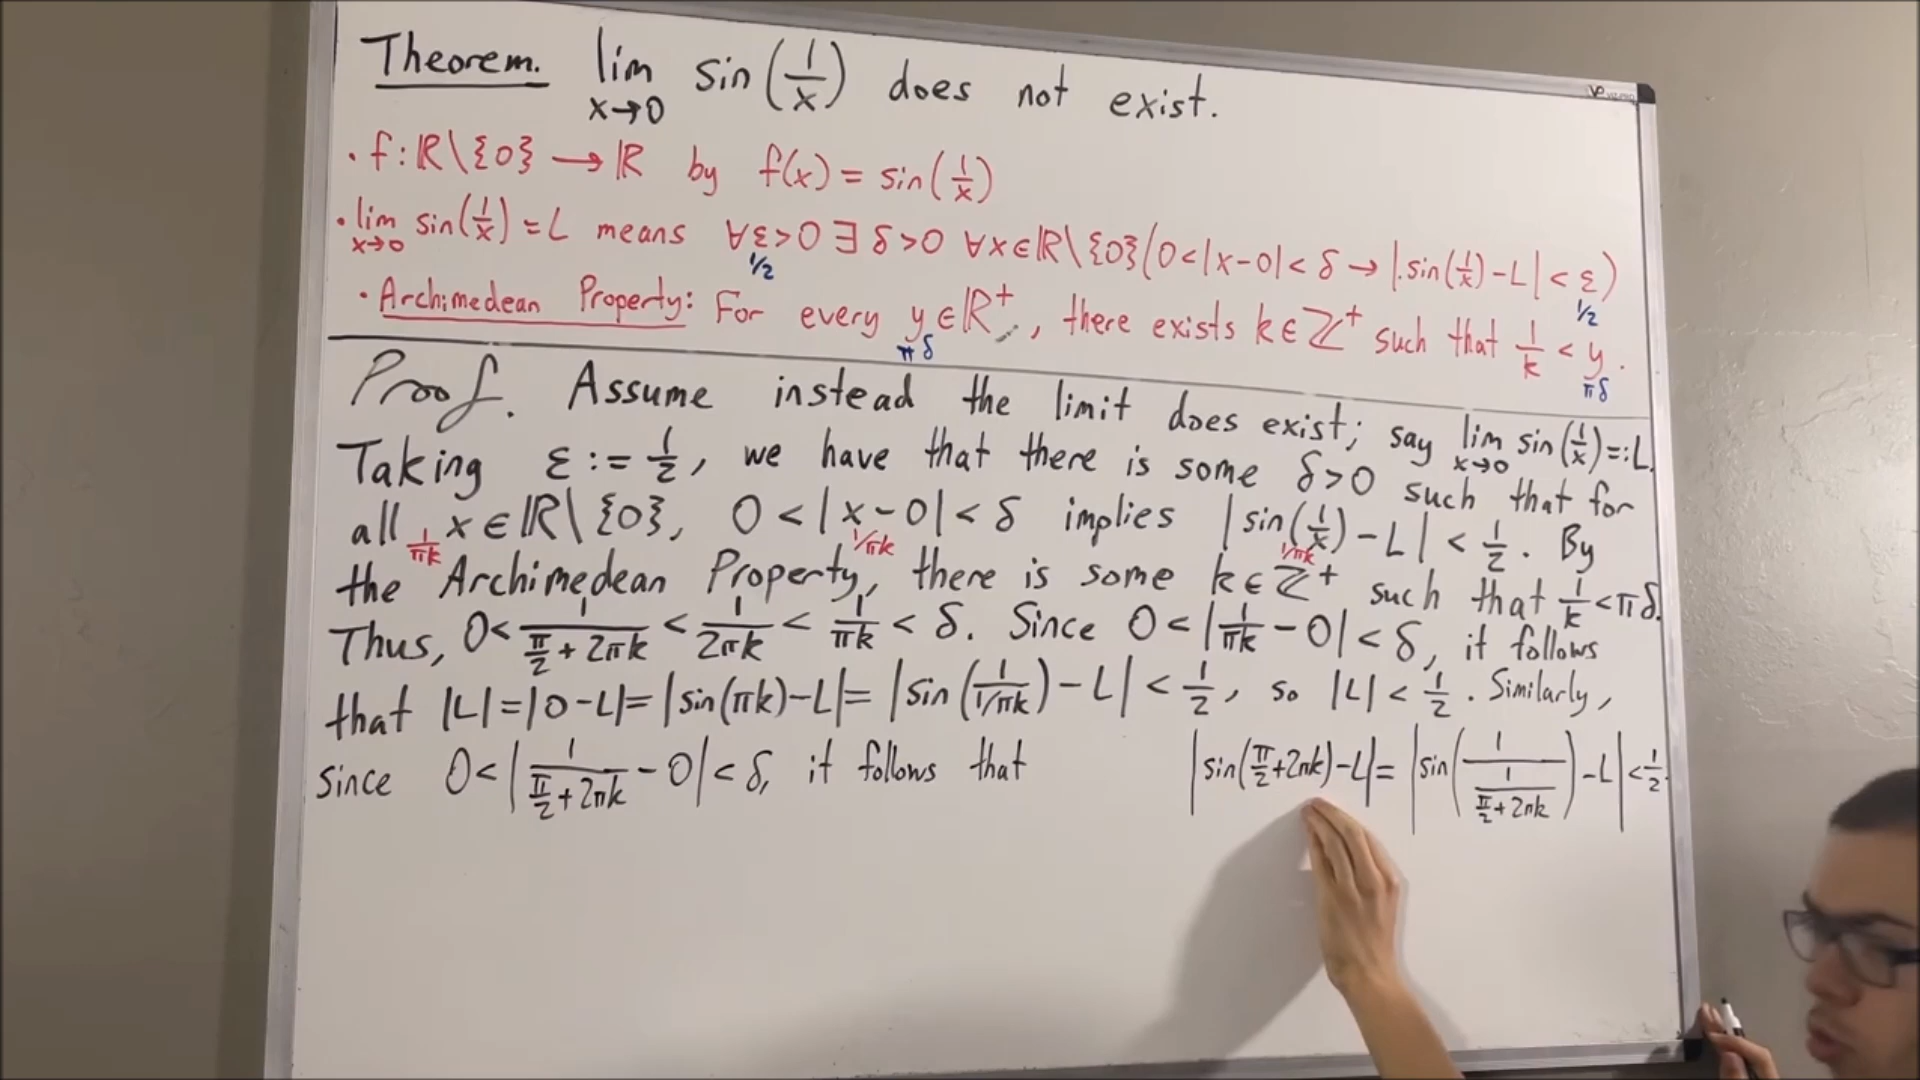 Theorem. lim x→0 sin(1/x) does not exist.
• f: ℝ\{0} → ℝ by f(x) = sin(1/x)
• lim x→0 sin(1/x) = L means ∀ε>0 ∃ δ>0 ∀x∈ℝ\{0}(0<|x-0|<δ → |sin(1/x)-L|<ε)
1/2 1/2
• Archimedean Property: For every y∈ℝ⁺, there exists k∈ℤ⁺ such that 1/k < y.
πδ πδ
Proof. Assume instead the limit does exist; say lim x→0 sin(1/x)=:L.
Taking ε := 1/2, we have that there is some δ>0 such that for
all x∈ℝ\{0}, 0<|x-0|<δ implies |sin(1/x)-L|<1/2. By
1/πk 1/πk 1/πk
the Archimedean Property, there is some k∈ℤ⁺ such that 1/k<πδ.
Thus, 0< 1/(π/2+2πk) < 1/2πk < 1/πk < δ. Since 0<|1/πk-0|<δ, it follows
that |L|=|0-L|=|sin(πk)-L|=|sin(1/(1/πk))-L|<1/2, so |L|<1/2. Similarly,
since 0<|1/(π/2+2πk)-0|<δ, it follows that |sin(π/2+2πk)-L|=|sin(1/(1/(π/2+2πk)))-L|<1/2.